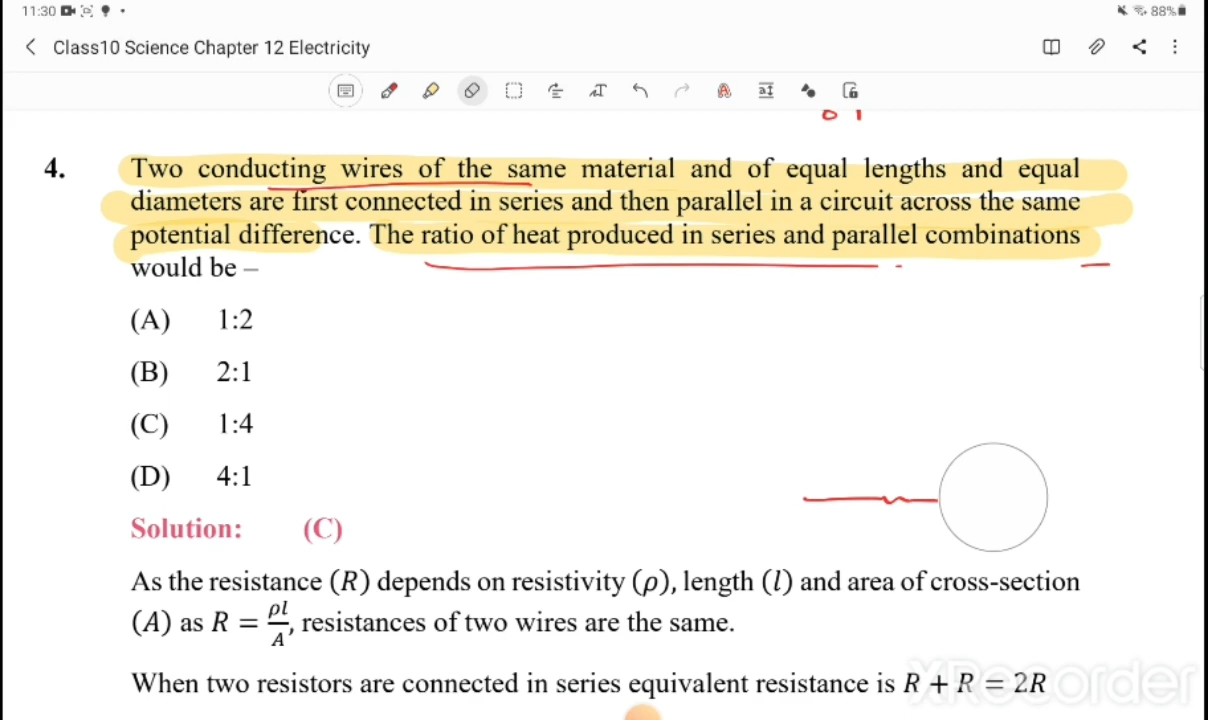 11:30 88%
Class10 Science Chapter 12 Electricity
4. Two conducting wires of the same material and of equal lengths and equal
diameters are first connected in series and then parallel in a circuit across the same
potential difference. The ratio of heat produced in series and parallel combinations
would be –
(A) 1:2
(B) 2:1
(C) 1:4
(D) 4:1
Solution: (C)
As the resistance (R) depends on resistivity (ρ), length (l) and area of cross-section
(A) as R = ρl/A, resistances of two wires are the same.
When two resistors are connected in series equivalent resistance is R + R = 2R
XRecorder